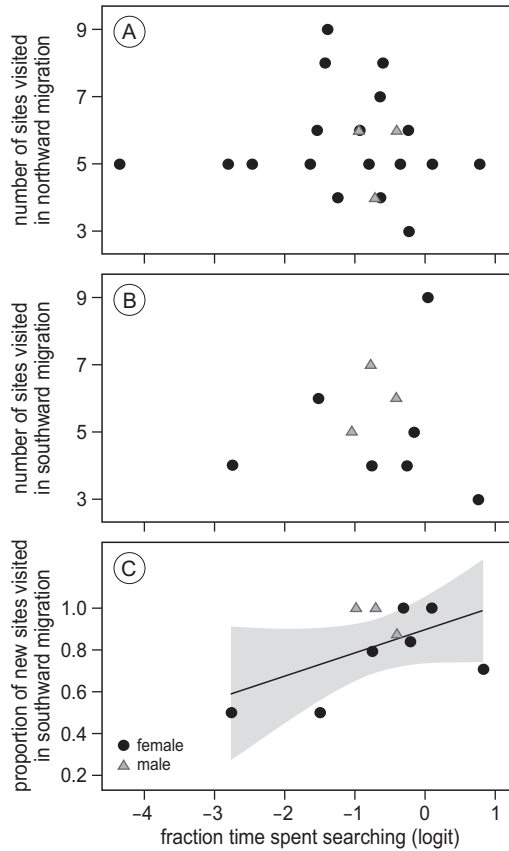 A
number of sites visited
in northward migration
9
7
5
3
B
number of sites visited
in southward migration
9
7
5
3
C
proportion of new sites visited
in southward migration
1.0
0.8
0.6
0.4
0.2
female
male
−4 −3 −2 −1 0 1
fraction time spent searching (logit)